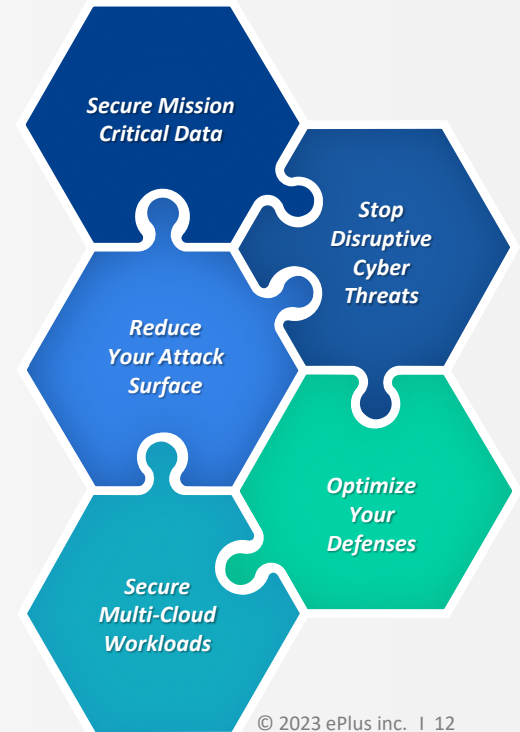 Secure Mission
Critical Data
Stop
Disruptive
Cyber
Threats
Reduce
Your Attack
Surface
Optimize
Your
Defenses
Secure
Multi-Cloud
Workloads
© 2023 ePlus inc. I 12